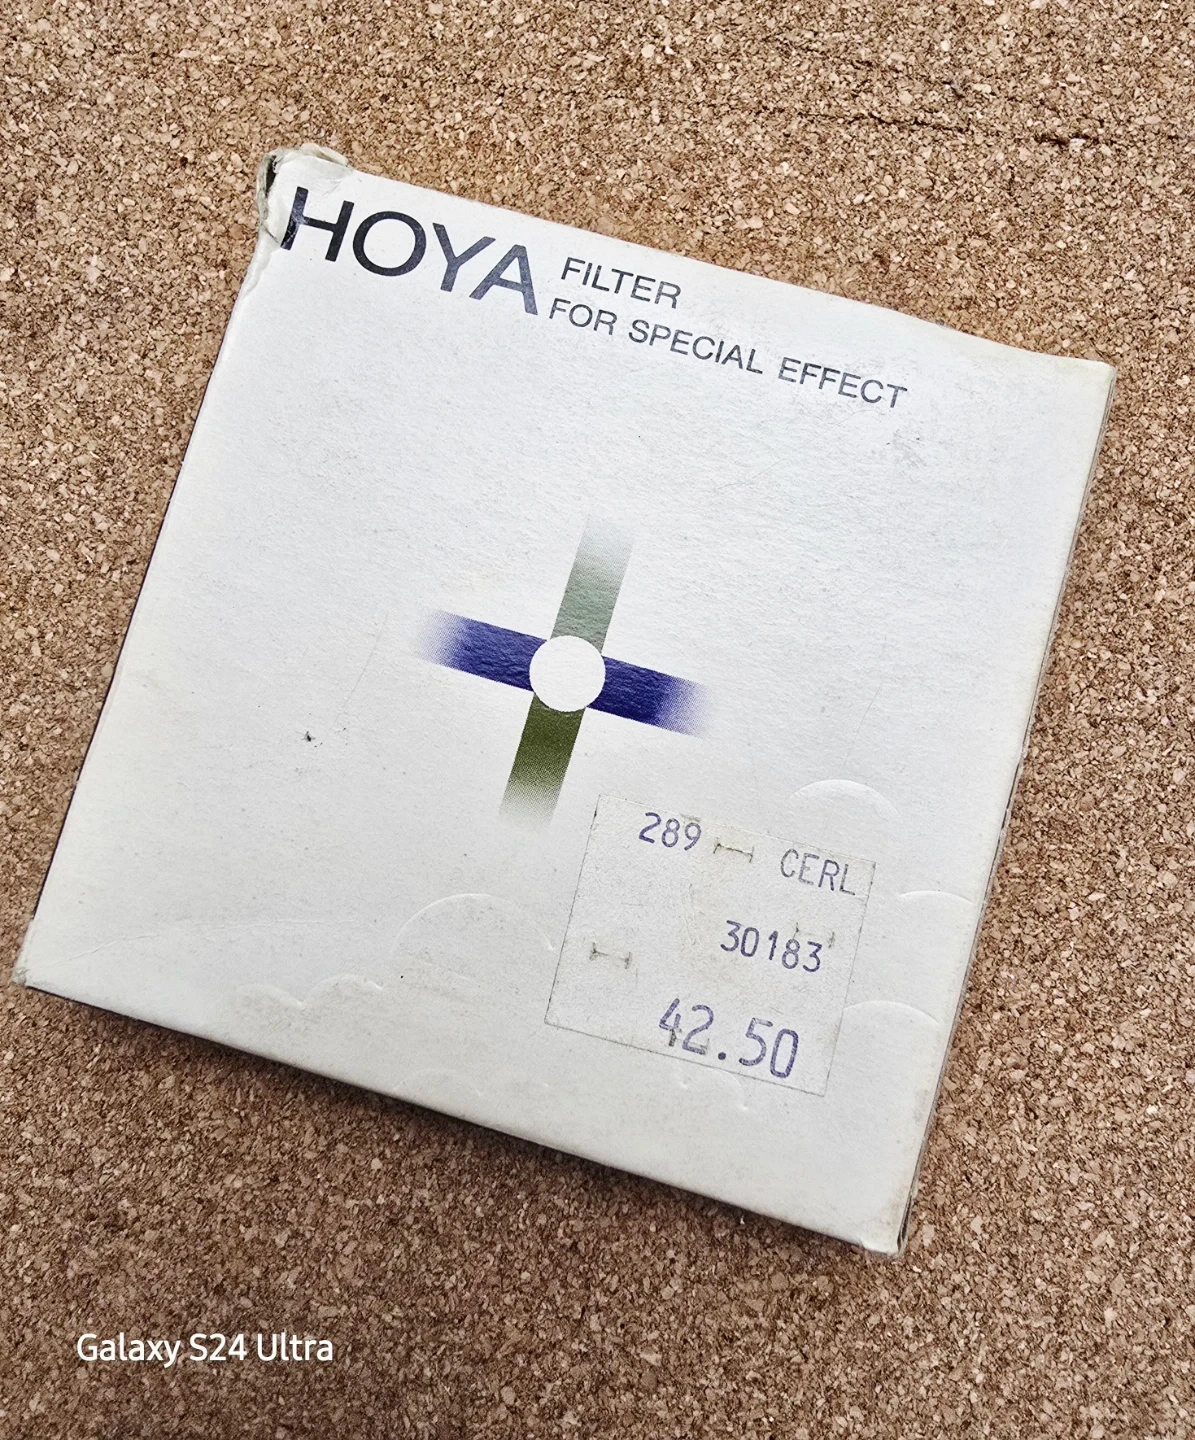 HOYA FILTER
FOR SPECIAL EFFECT
289 CERL
30183
42.50
Galaxy S24 Ultra